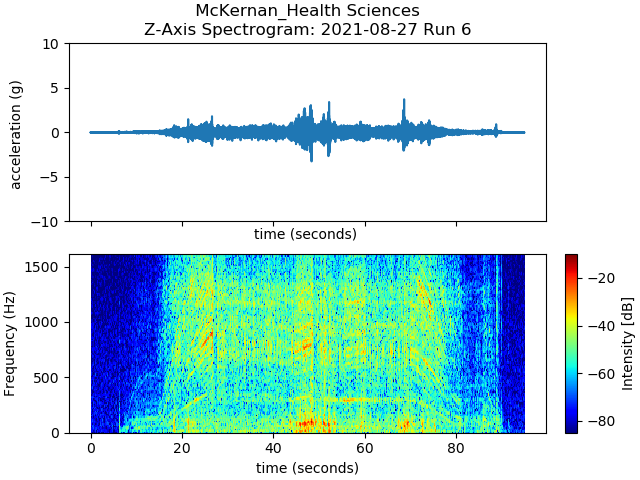 McKernan_Health Sciences
Z-Axis Spectrogram: 2021-08-27 Run 6
10
5
0
−5
−10
acceleration (g)
time (seconds)
1500
1000
500
0
Frequency (Hz)
0 20 40 60 80
time (seconds)
−20
−40
−60
−80
Intensity [dB]